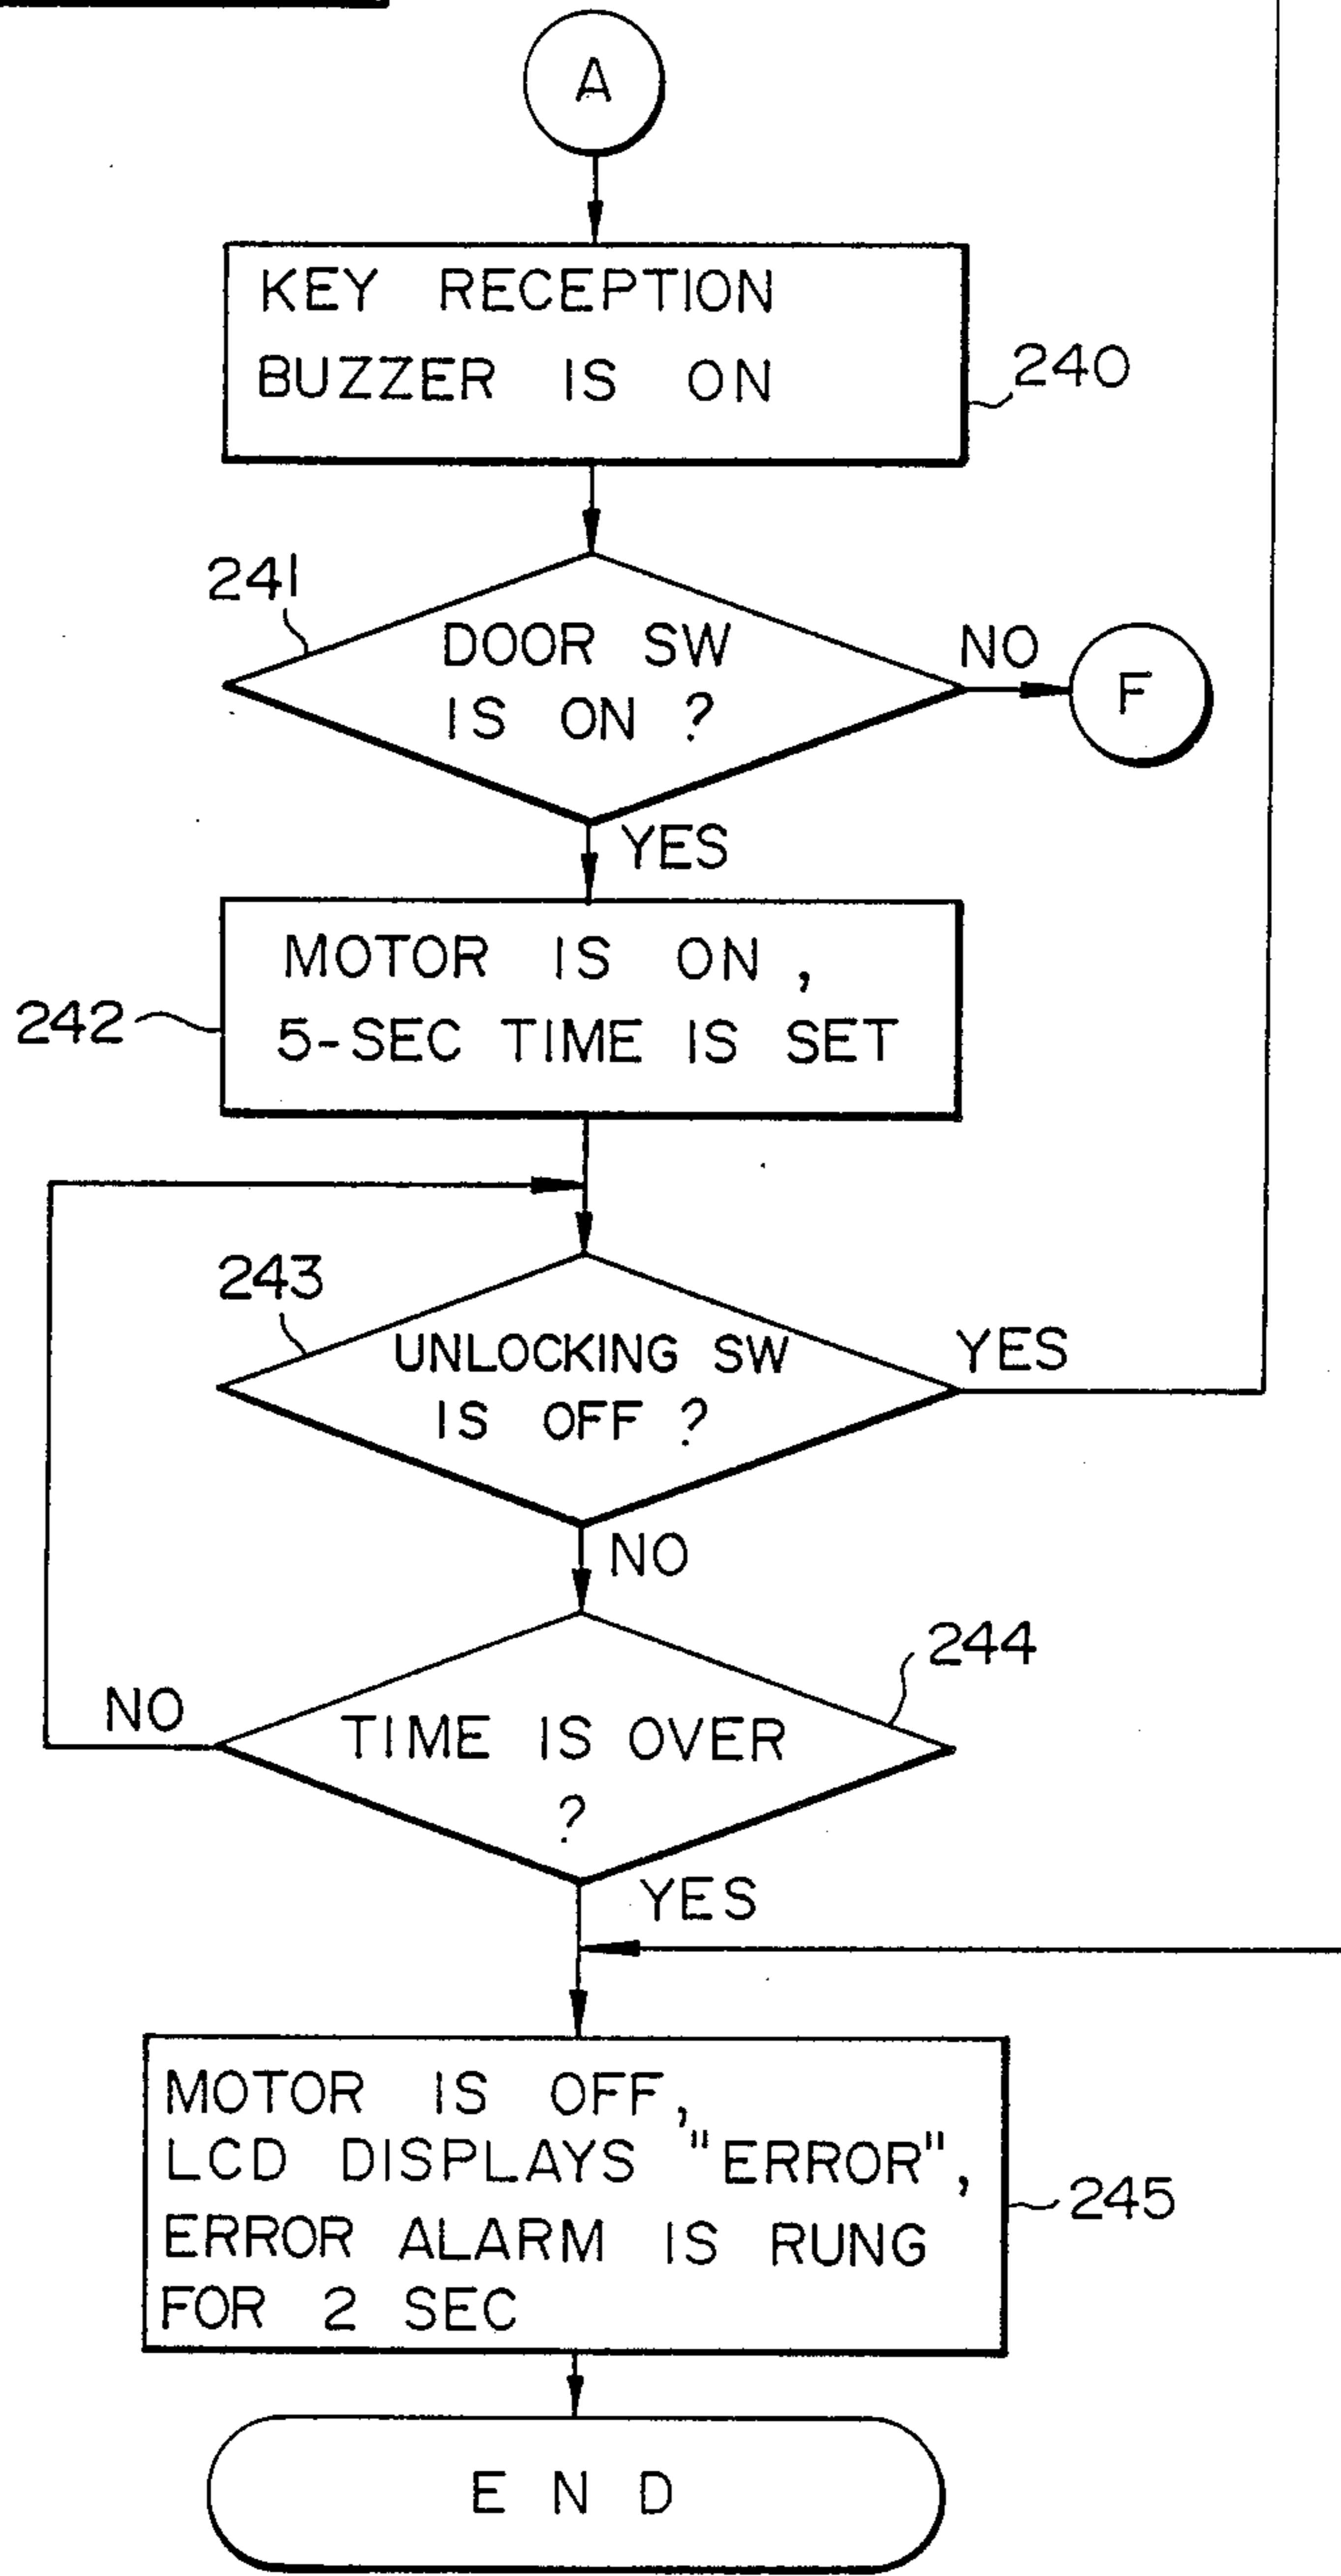 A
KEY RECEPTION
BUZZER IS ON
240
241
DOOR SW
IS ON ?
NO
F
YES
MOTOR IS ON,
5-SEC TIME IS SET
242
243
UNLOCKING SW
IS OFF ?
YES
NO
244
NO
TIME IS OVER
?
YES
MOTOR IS OFF,
LCD DISPLAYS "ERROR",
ERROR ALARM IS RUNG
FOR 2 SEC
245
END